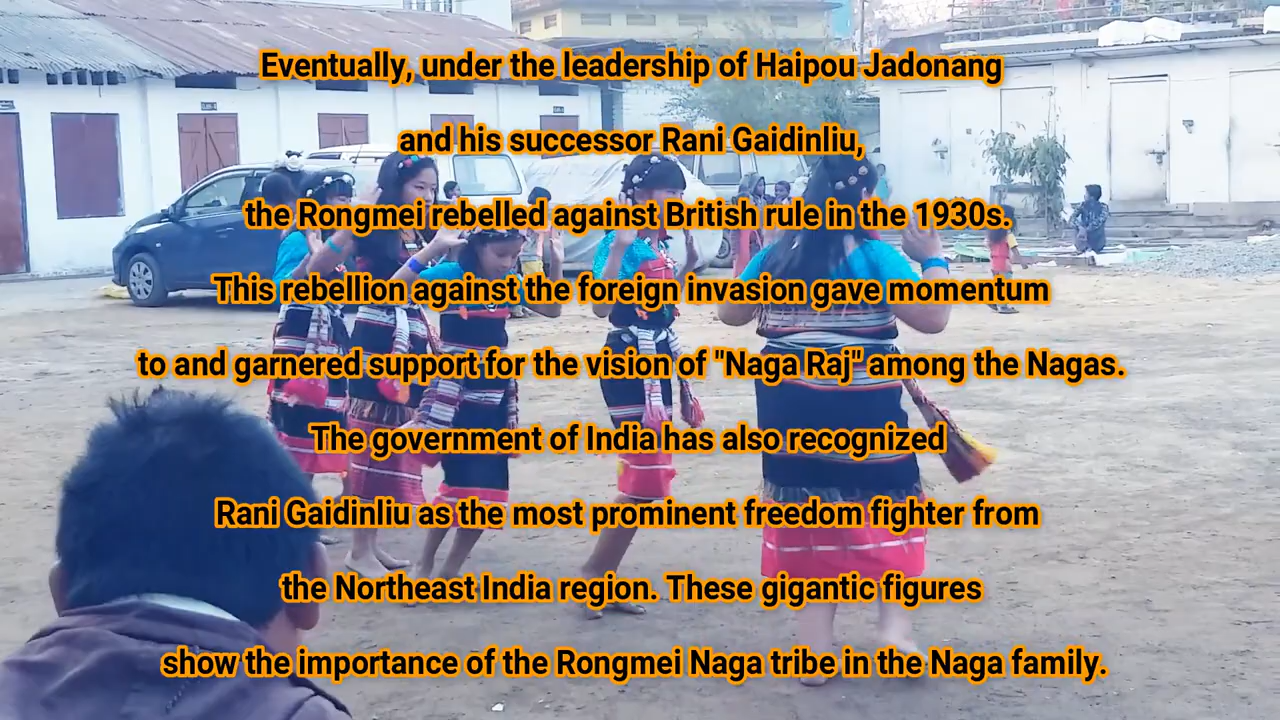 Eventually, under the leadership of Haipou Jadonang
and his successor Rani Gaidinliu,
the Rongmei rebelled against British rule in the 1930s.
This rebellion against the foreign invasion gave momentum
to and garnered support for the vision of "Naga Raj" among the Nagas.
The government of India has also recognized
Rani Gaidinliu as the most prominent freedom fighter from
the Northeast India region. These gigantic figures
show the importance of the Rongmei Naga tribe in the Naga family.